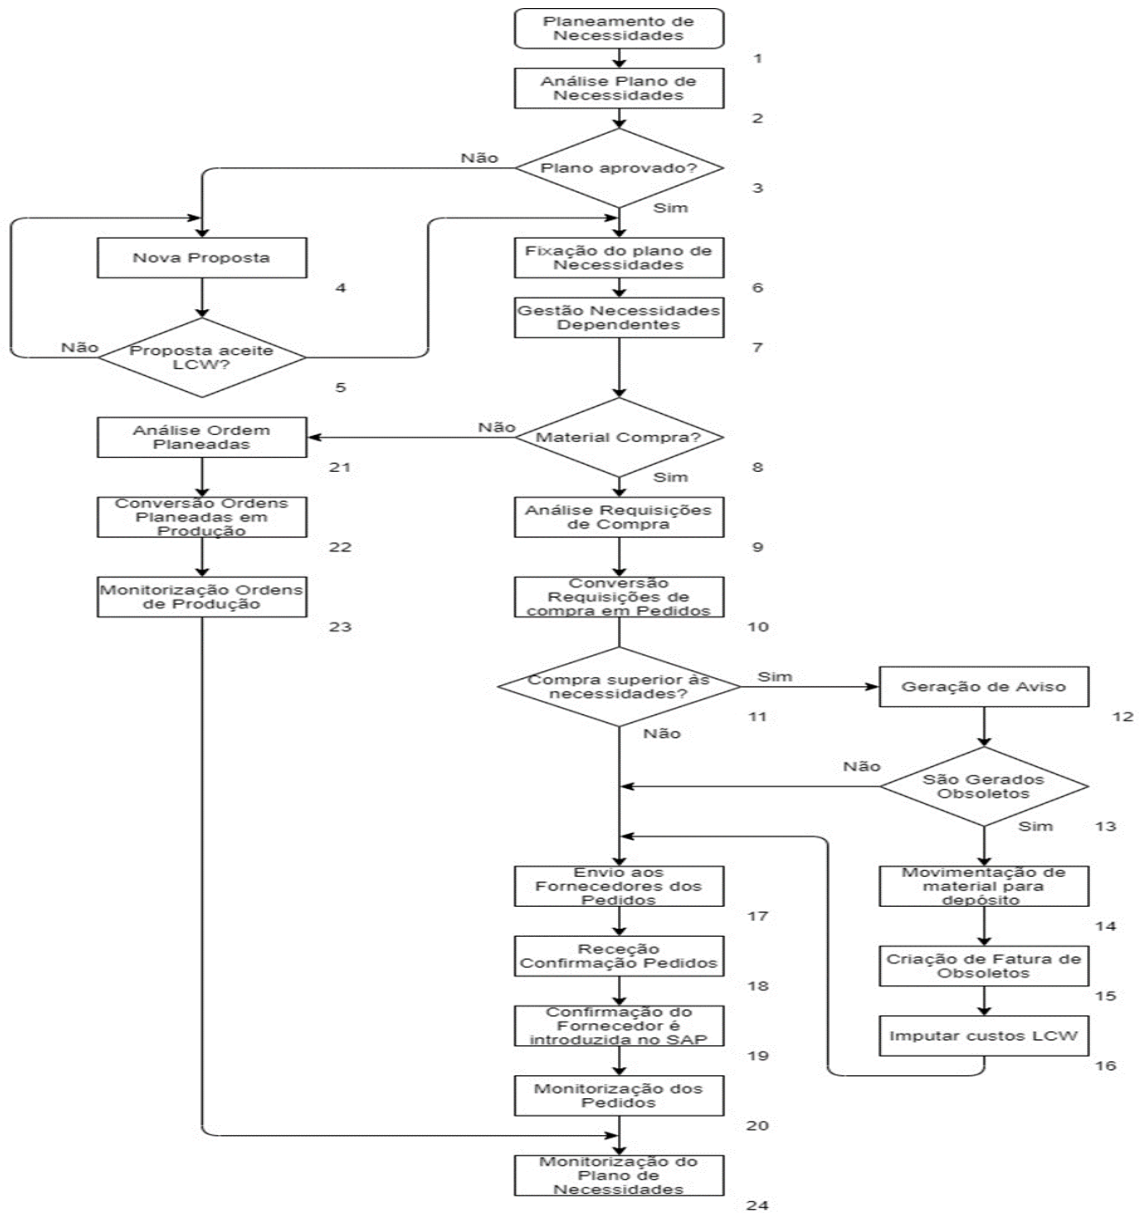 Planeamento de
Necessidades
1
Análise Plano de
Necessidades
2
Plano aprovado?
3
Não
Sim
Nova Proposta
4
Proposta aceite
LCW?
5
Não
Fixação do plano de
Necessidades
6
Gestão Necessidades
Dependentes
7
Material Compra?
8
Não
Sim
Análise Ordem
Planeadas
21
Conversão Ordens
Planeadas em
Produção
22
Monitorização Ordens
de Produção
23
Análise Requisições
de Compra
9
Conversão
Requisições de
compra em Pedidos
10
Compra superior às
necessidades?
11
Sim
Não
Geração de Aviso
12
São Gerados
Obsoletos
13
Não
Sim
Movimentação de
material para
depósito
14
Criação de Fatura de
Obsoletos
15
Imputar custos LCW
16
Envio aos
Fornecedores dos
Pedidos
17
Receção
Confirmação Pedidos
18
Confirmação do
Fornecedor é
introduzida no SAP
19
Monitorização dos
Pedidos
20
Monitorização do
Plano de
Necessidades
24